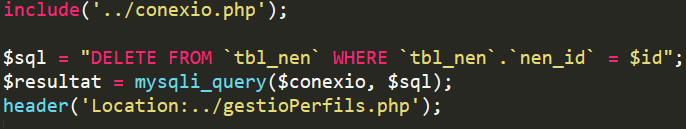 include('../conexio.php');
$sql = "DELETE FROM `tbl_nen` WHERE `tbl_nen`.`nen_id` = $id";
$resultat = mysqli_query($conexio, $sql);
header('Location:../gestioPerfils.php');